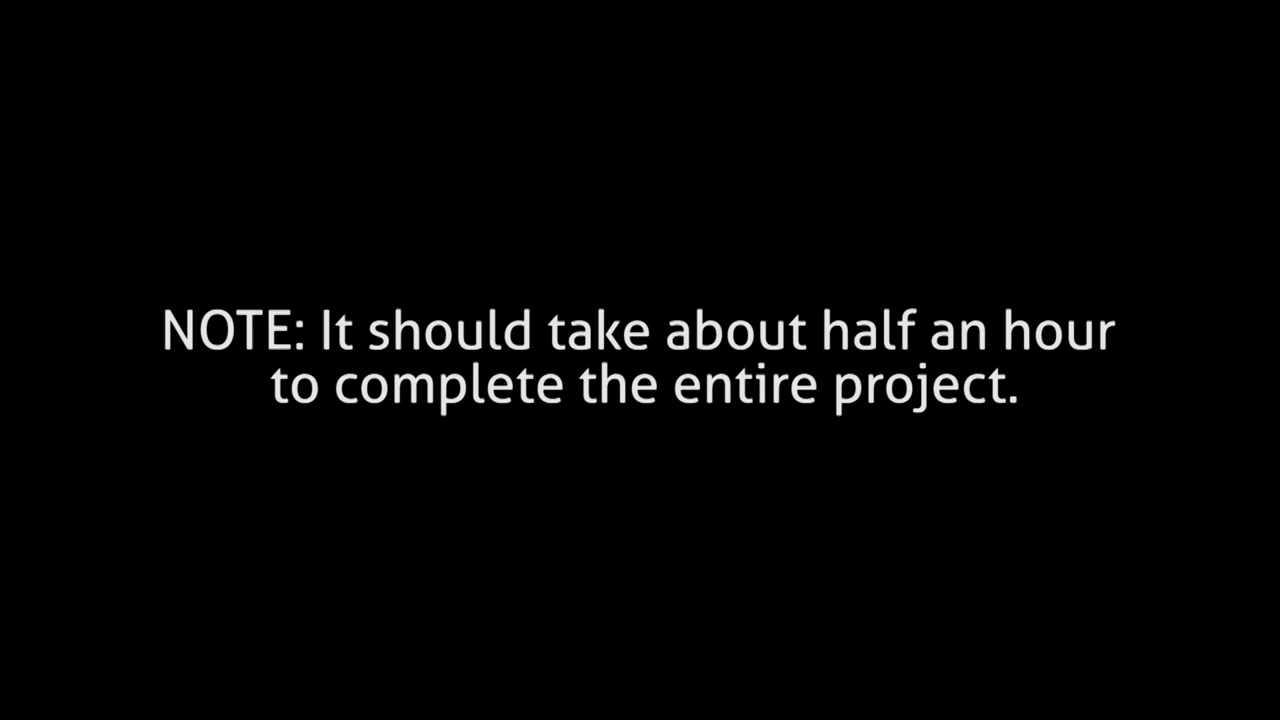 NOTE: It should take about half an hour
to complete the entire project.